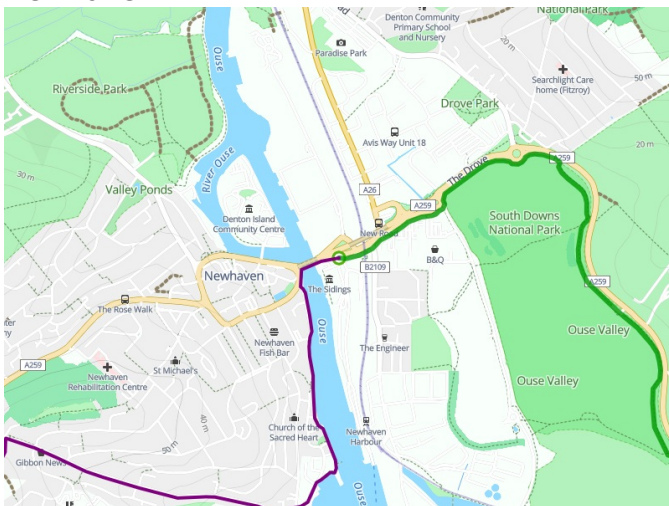 Denton Community
Primary School
and Nursery
National Park
Paradise Park
20 m
Searchlight Care
home (Fitzroy)
50 m
Riverside Park
Drove Park
Ouse
Avis Way Unit 18
20 m
30 m
The Drove
A259
River Ouse
Valley Ponds
A26
A259
Denton Island
Community Centre
South Downs
National Park
New Road
B&Q
B2109
Newhaven
The Sidings
A259
The Rose Walk
Ouse
Ouse Valley
Newhaven
Fish Bar
The Engineer
A259
St Michael's
Newhaven
Rehabilitation Centre
Ouse Valley
40 m
Church of the
Sacred Heart
Newhaven
Harbour
50 m
Gibbon News
Ouse